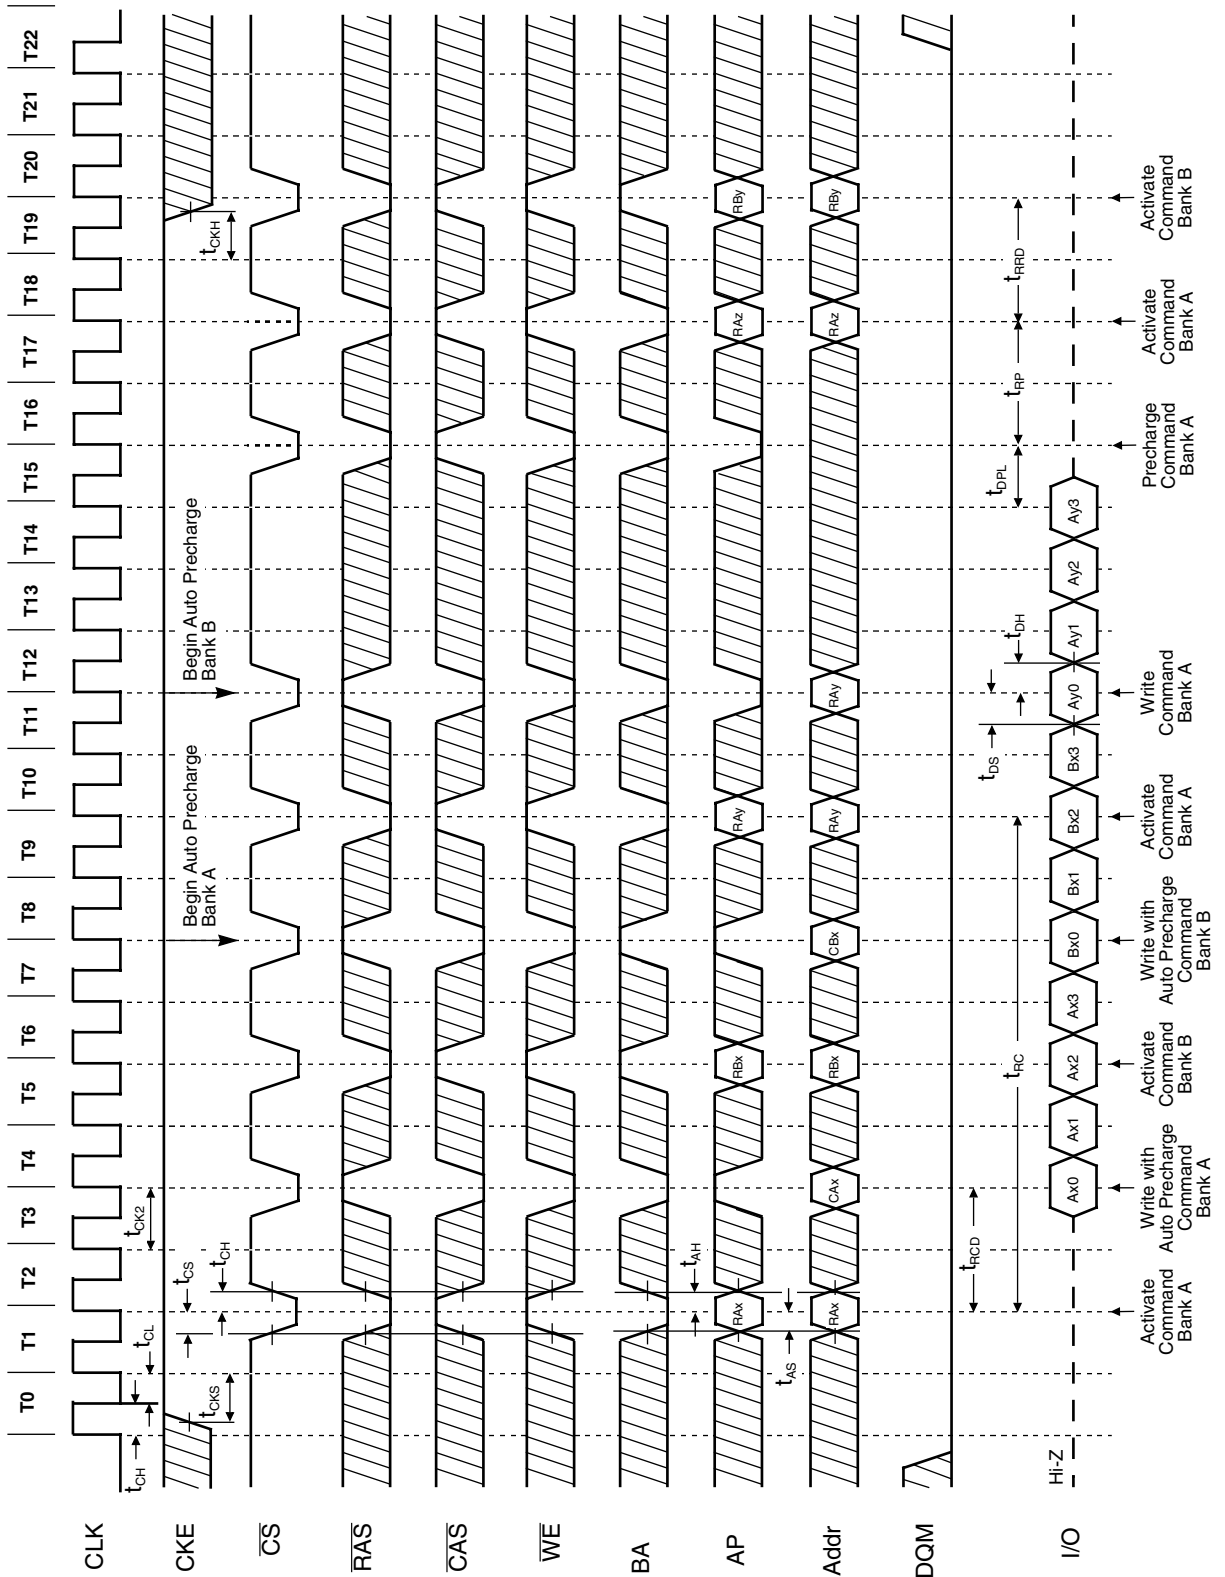 T0 T1 T2 T3 T4 T5 T6 T7 T8 T9 T10 T11 T12 T13 T14 T15 T16 T17 T18 T19 T20 T21 T22
CLK
tCH
tCL
tCK2
CKE
tCKS
tCS
tCH
Begin Auto Precharge
Bank A
Begin Auto Precharge
Bank B
tCKH
CS
RAS
CAS
WE
BA
tAH
AP
RAx RBx RAy RAz RBy
tAS
Addr
RAx CAx RBx CBx RAy RAy RAz RBy
DQM
tRCD
tDS
tDPL
tRC
tDH
tRP
tRRD
I/O
Hi-Z
Ax0 Ax1 Ax2 Ax3 Bx0 Bx1 Bx2 Bx3 Ay0 Ay1 Ay2 Ay3
Activate
Command
Bank A
Write with
Auto Precharge
Command
Bank A
Activate
Command
Bank B
Write with
Auto Precharge
Command
Bank B
Activate
Command
Bank A
Write
Command
Bank A
Precharge
Command
Bank A
Activate
Command
Bank A
Activate
Command
Bank B